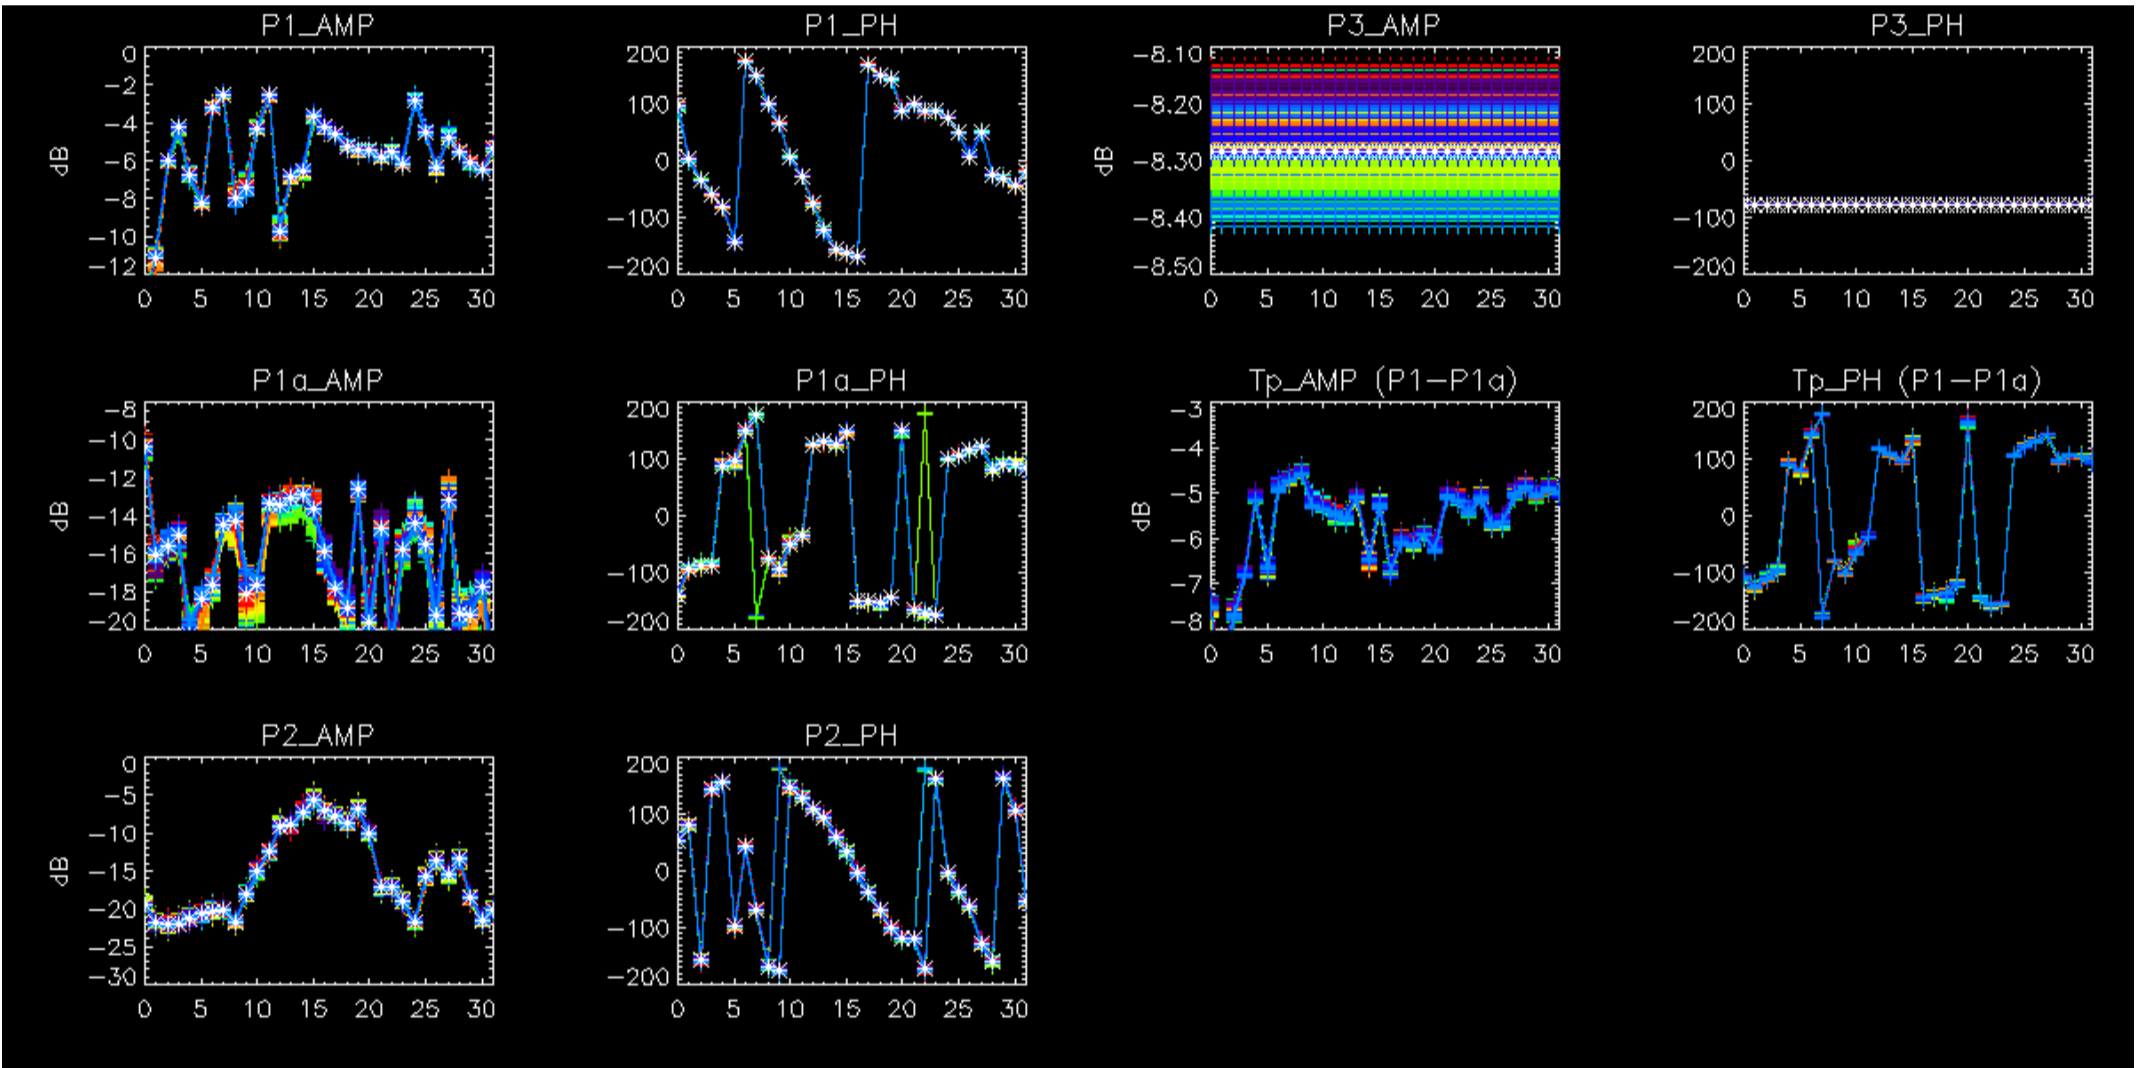 P1_AMP
P1_PH
P3_AMP
P3_PH
0
-2
-4
-6
-8
-10
-12
dB
0 5 10 15 20 25 30
200
100
0
-100
-200
0 5 10 15 20 25 30
-8.10
-8.20
-8.30
-8.40
-8.50
dB
0 5 10 15 20 25 30
200
100
0
-100
-200
0 5 10 15 20 25 30
P1a_AMP
P1a_PH
Tp_AMP (P1-P1a)
Tp_PH (P1-P1a)
-8
-10
-12
-14
-16
-18
-20
dB
0 5 10 15 20 25 30
200
100
0
-100
-200
0 5 10 15 20 25 30
-3
-4
-5
-6
-7
-8
dB
0 5 10 15 20 25 30
200
100
0
-100
-200
0 5 10 15 20 25 30
P2_AMP
P2_PH
0
-5
-10
-15
-20
-25
-30
dB
0 5 10 15 20 25 30
200
100
0
-100
-200
0 5 10 15 20 25 30